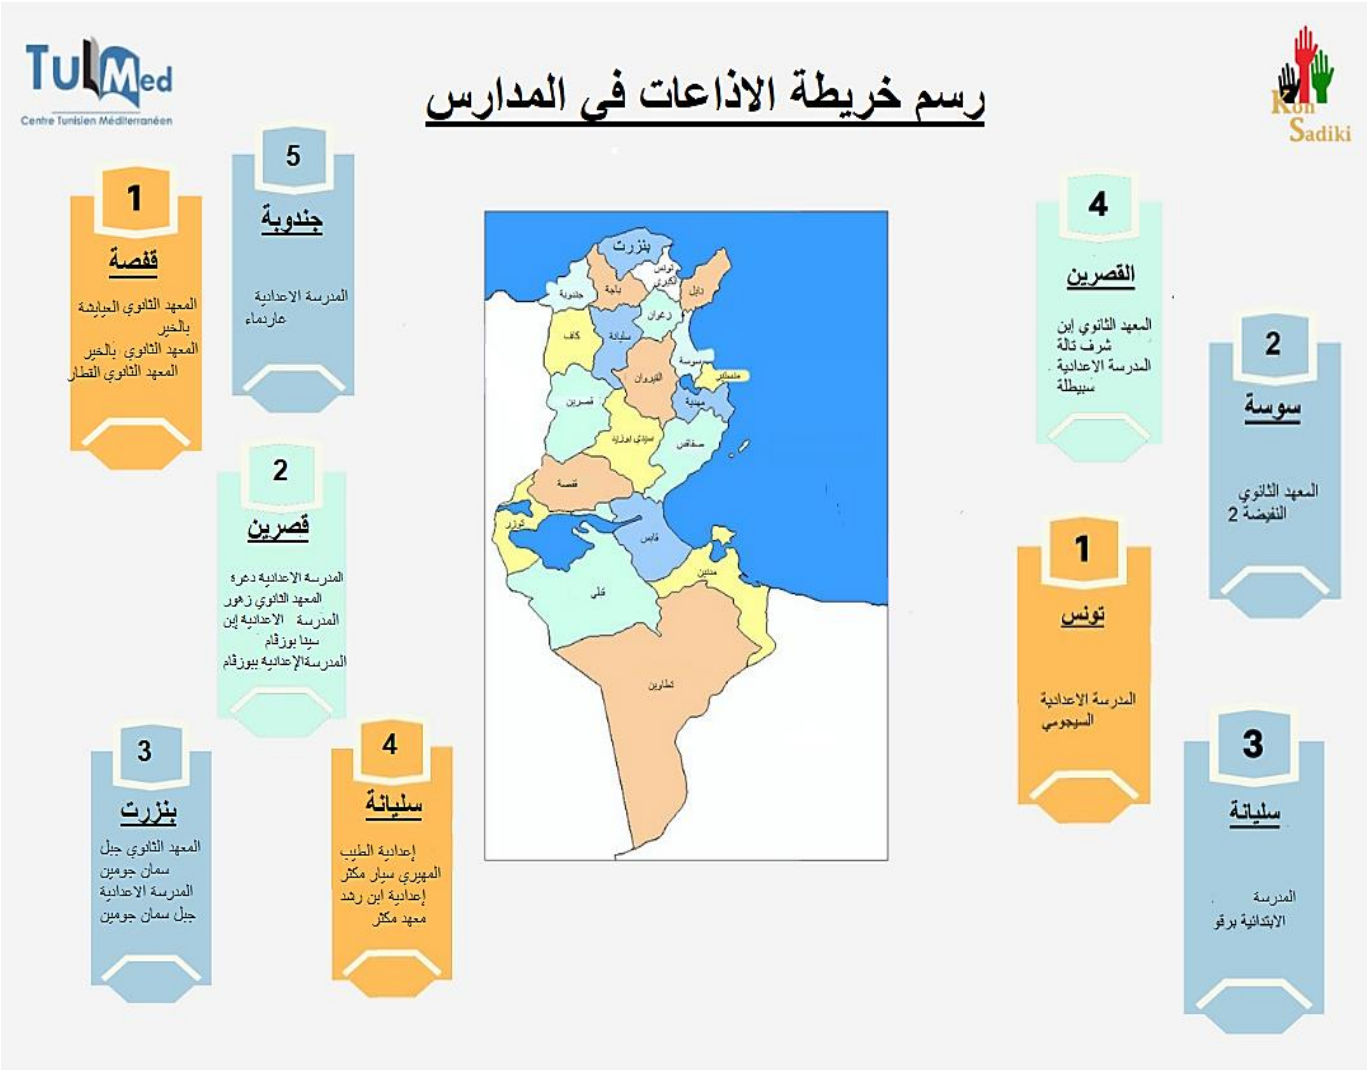 TulMed
Centre Tunisien Méditerranéen
رسم خريطة الاذاعات في المدارس
Kon
Sadiki
1
قفصة
المعهد الثانوي العيايشة
بالخير
المعهد الثانوي بالخير
المعهد الثانوي القطار
5
جندوبة
المدرسة الاعدادية
غاردماء
2
قصرين
المدرسة الاعدادية دغرة
المعهد الثانوي زهور
المدرسة الاعدادية إبن
سينا بوزقام
المدرسة الإعدادية ببوزقام
3
بنزرت
المعهد الثانوي جبل
سمان جومين
المدرسة الاعدادية
جبل سمان جومين
4
سليانة
إعدادية الطيب
المهيري سيار مكثر
إعدادية ابن رشد
معهد مكثر
بنزرت
تونس
الكبرى
نابل
باجة
جندوبة
زغوان
كاف
سليانة
سوسة
منستير
القيروان
مهدية
قصرين
سيدي بوزيد
صفاقس
قفصة
توزر
قابس
مدنين
قبلي
تطاوين
4
القصرين
المعهد الثانوي إبن
شرف تالة
المدرسة الاعدادية
سبيطلة
2
سوسة
المعهد الثانوي
النفيضة 2
1
تونس
المدرسة الاعدادية
السيجومي
3
سليانة
المدرسة
الابتدائية برقو